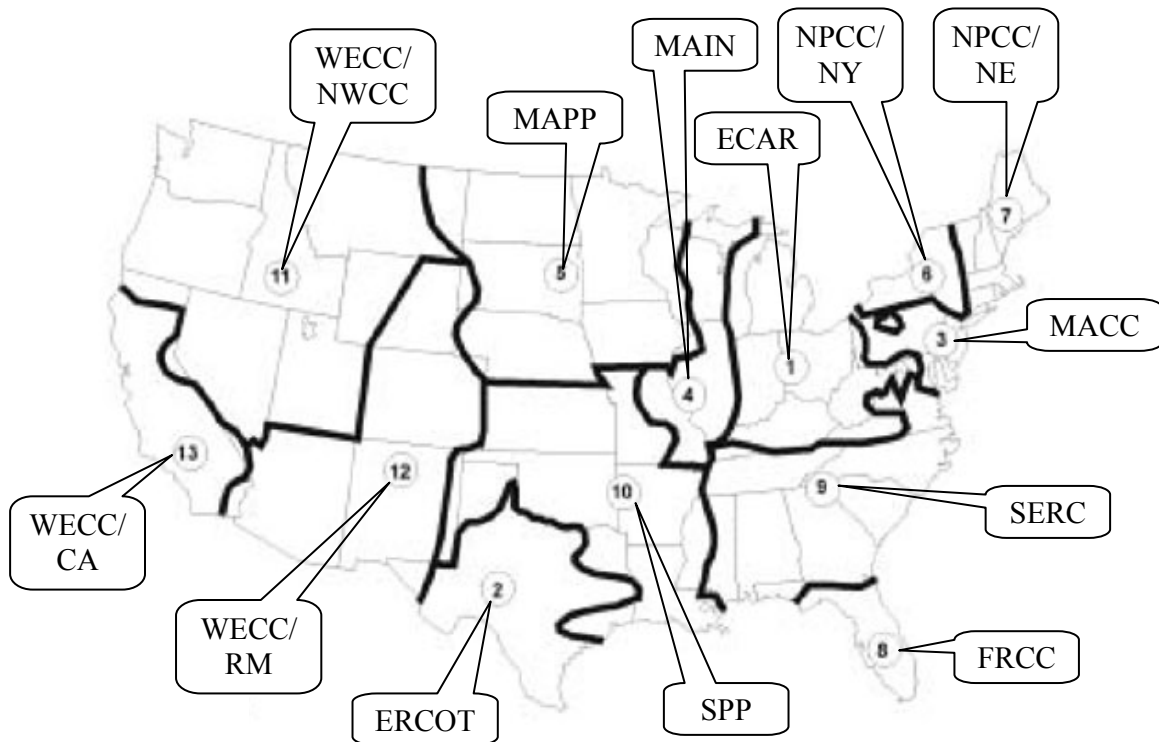 MAIN
NPCC/
NY
NPCC/
NE
WECC/
NWCC
MAPP
ECAR
7
11
5
6
3
MACC
1
4
13
12
10
9
SERC
WECC/
CA
2
WECC/
RM
8
FRCC
ERCOT
SPP